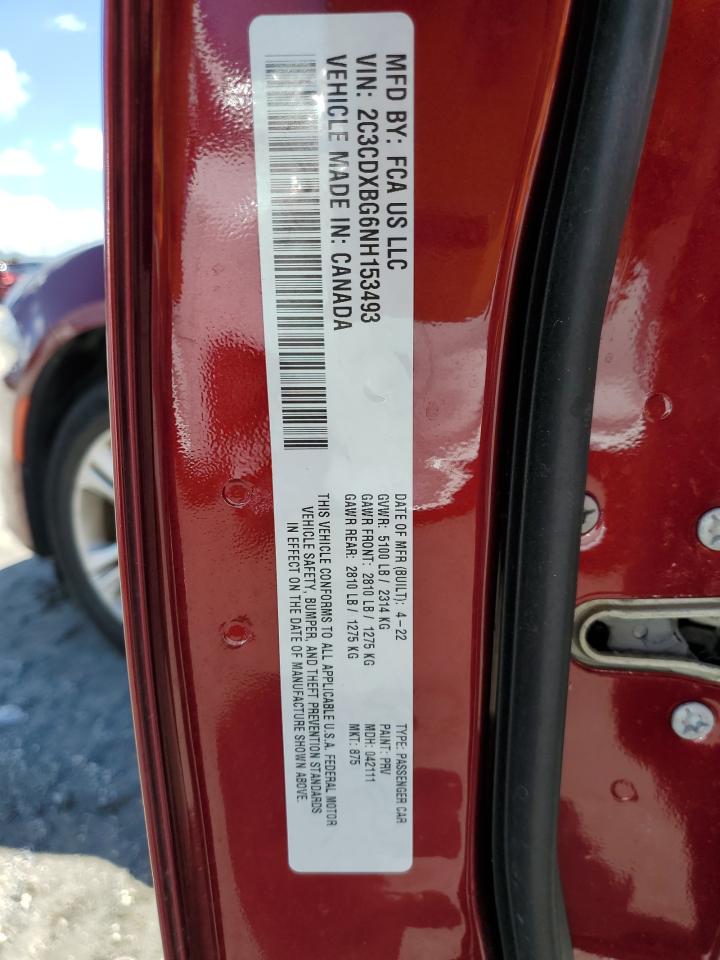 MFD BY: FCA US LLC
VIN: 2C3CDXBG6NH153493
VEHICLE MADE IN: CANADA
DATE OF MFR (BUILT): 4-22
GVWR: 5100 LB / 2314 KG
GAWR FRONT: 2810 LB / 1275 KG
GAWR REAR: 2810 LB / 1275 KG
THIS VEHICLE CONFORMS TO ALL APPLICABLE U.S.A. FEDERAL MOTOR
VEHICLE SAFETY, BUMPER, AND THEFT PREVENTION STANDARDS
IN EFFECT ON THE DATE OF MANUFACTURE SHOWN ABOVE.
TYPE: PASSENGER CAR
PAINT: PRV
MDH: 042111
MKT: 875